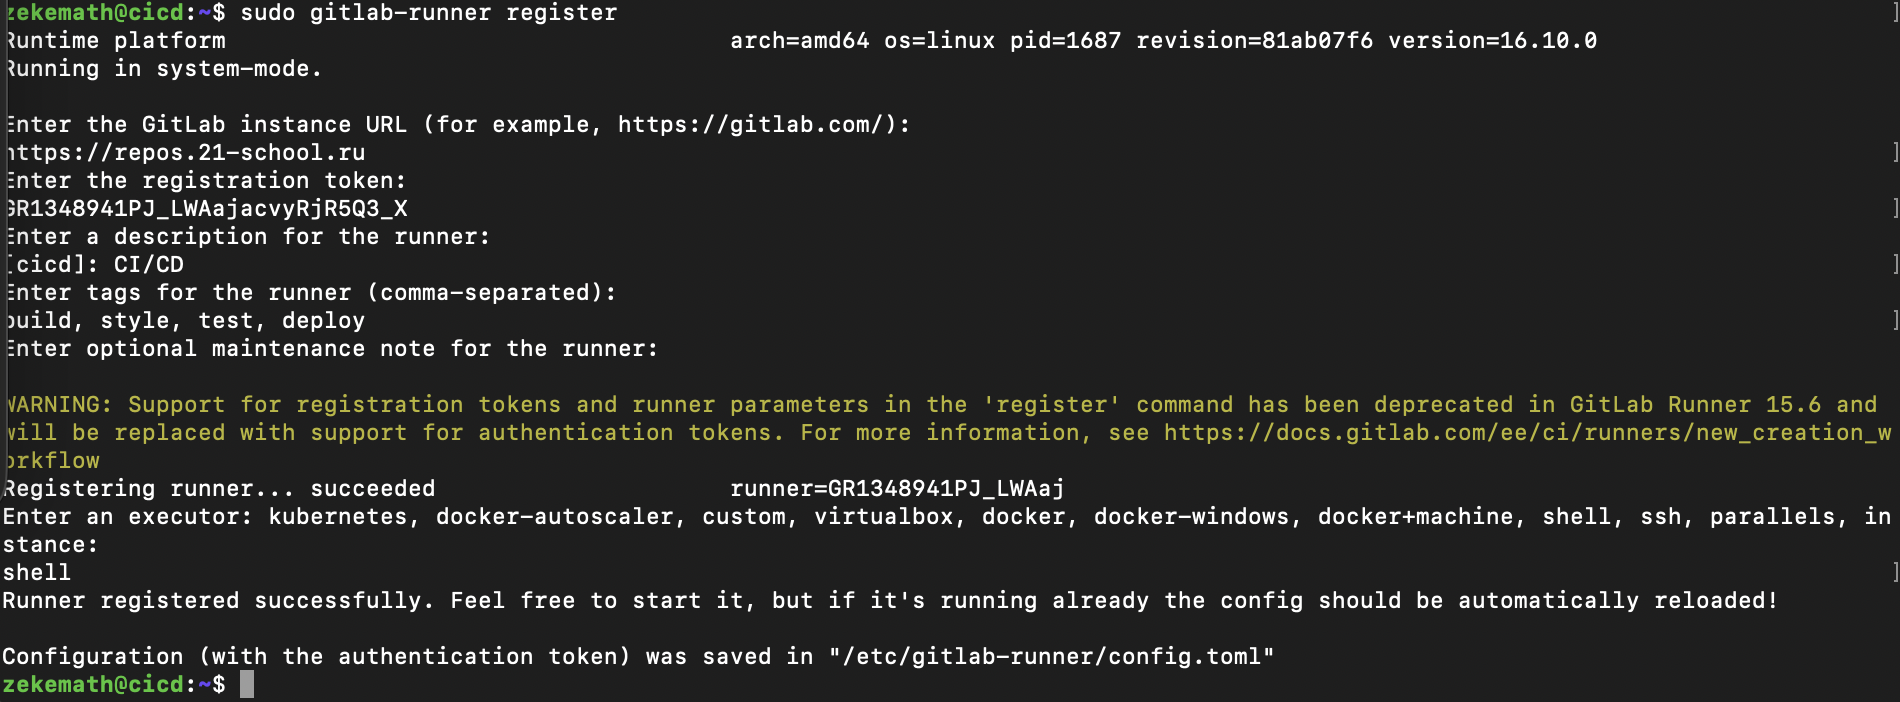 zekemath@cicd:~$ sudo gitlab-runner register
Runtime platform arch=amd64 os=linux pid=1687 revision=81ab07f6 version=16.10.0
Running in system-mode.
Enter the GitLab instance URL (for example, https://gitlab.com/):
https://repos.21-school.ru
Enter the registration token:
GR1348941PJ_LWAajacvyRjR5Q3_X
Enter a description for the runner:
[cicd]: CI/CD
Enter tags for the runner (comma-separated):
build, style, test, deploy
Enter optional maintenance note for the runner:
WARNING: Support for registration tokens and runner parameters in the 'register' command has been deprecated in GitLab Runner 15.6 and
will be replaced with support for authentication tokens. For more information, see https://docs.gitlab.com/ee/ci/runners/new_creation_w
orkflow
Registering runner... succeeded runner=GR1348941PJ_LWAaj
Enter an executor: kubernetes, docker-autoscaler, custom, virtualbox, docker, docker-windows, docker+machine, shell, ssh, parallels, in
stance:
shell
Runner registered successfully. Feel free to start it, but if it's running already the config should be automatically reloaded!
Configuration (with the authentication token) was saved in "/etc/gitlab-runner/config.toml"
zekemath@cicd:~$